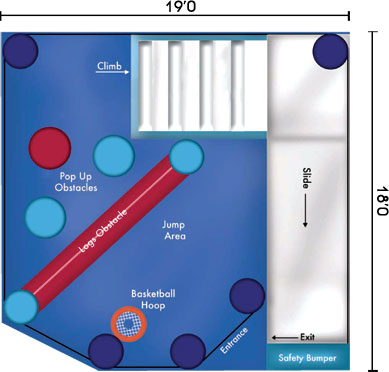 19'0
Climb
Pop Up
Obstacles
Slide
18'0
Logs Obstacle
Jump
Area
Basketball
Hoop
Entrance
Exit
Safety Bumper